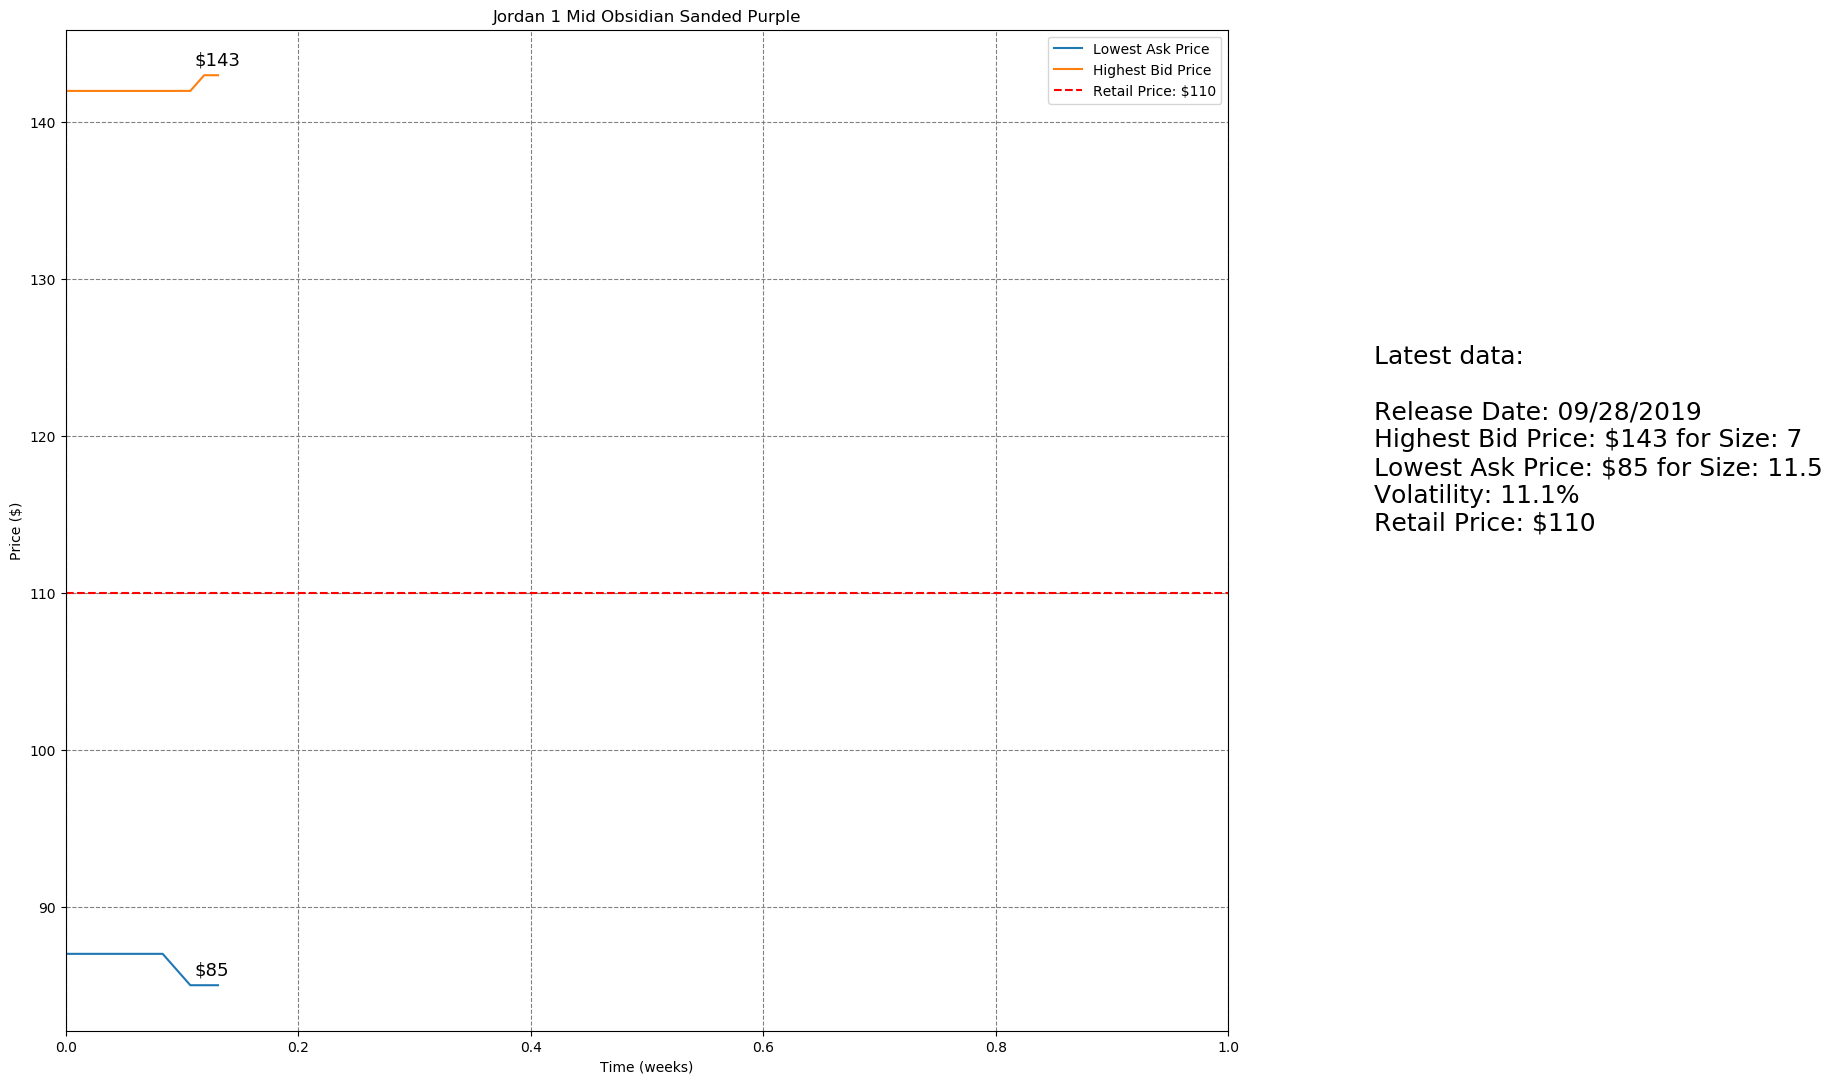 Jordan 1 Mid Obsidian Sanded Purple
$143
Lowest Ask Price
Highest Bid Price
Retail Price: $110
140
130
120
110
100
90
Price ($)
$85
0.0 0.2 0.4 0.6 0.8 1.0
Time (weeks)
Latest data:
Release Date: 09/28/2019
Highest Bid Price: $143 for Size: 7
Lowest Ask Price: $85 for Size: 11.5
Volatility: 11.1%
Retail Price: $110